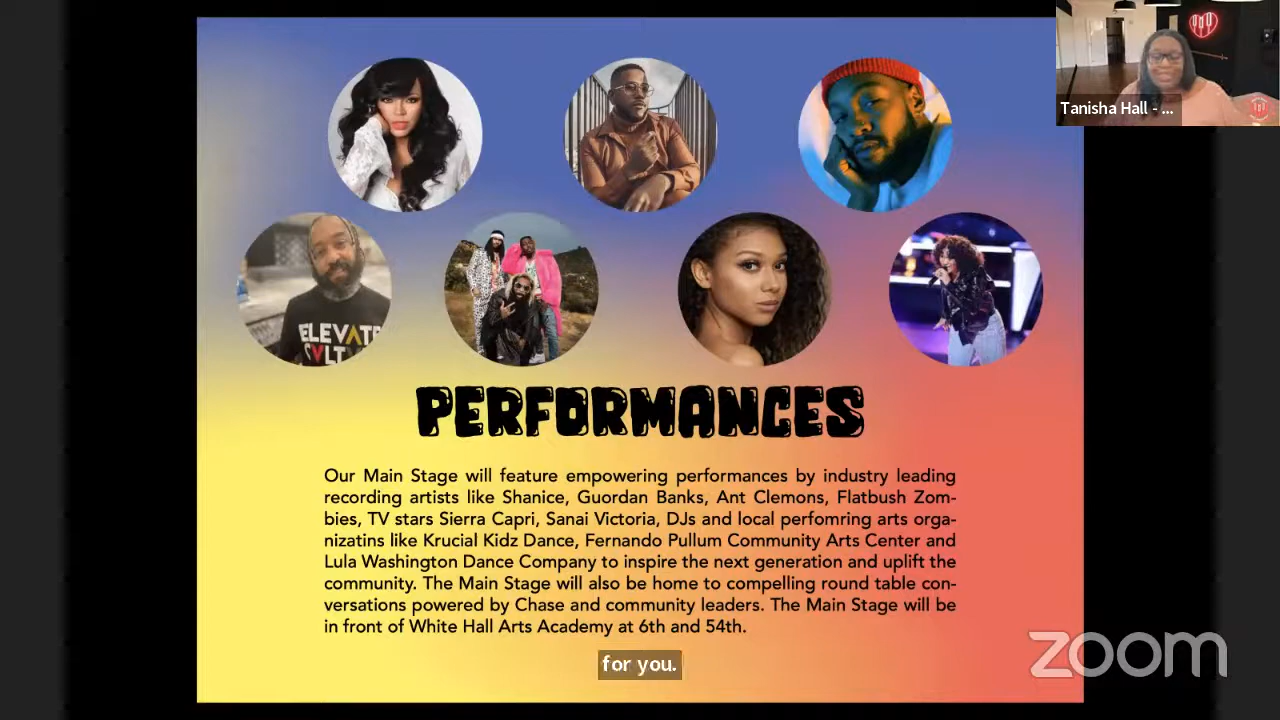 Tanisha Hall - ...
ELEVATE
CVLT
PERFORMANCES
Our Main Stage will feature empowering performances by industry leading
recording artists like Shanice, Guordan Banks, Ant Clemons, Flatbush Zom-
bies, TV stars Sierra Capri, Sanai Victoria, DJs and local perfomring arts orga-
nizatins like Krucial Kidz Dance, Fernando Pullum Community Arts Center and
Lula Washington Dance Company to inspire the next generation and uplift the
community. The Main Stage will also be home to compelling round table con-
versations powered by Chase and community leaders. The Main Stage will be
in front of White Hall Arts Academy at 6th and 54th.
for you.
zoom